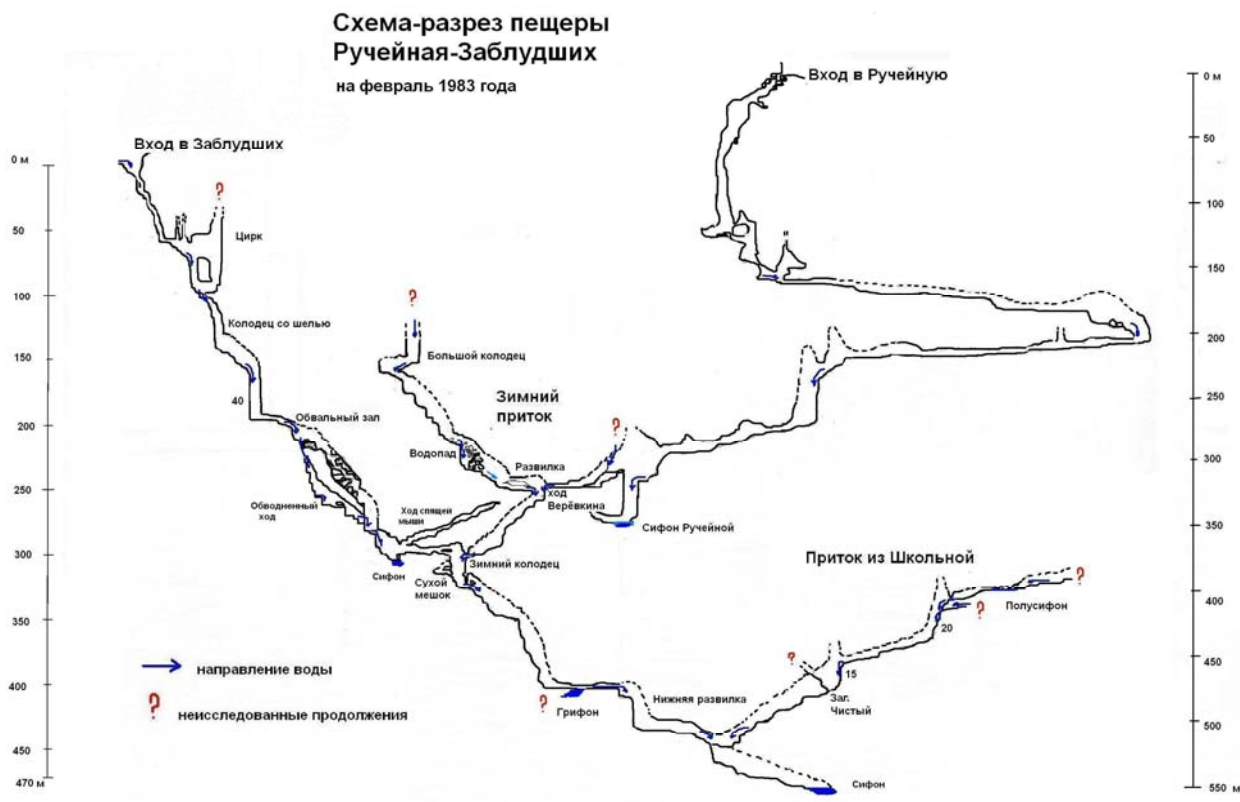 Схема-разрез пещеры
Ручейная-Заблудших
на февраль 1983 года
Вход в Ручейную
Вход в Заблудших
0 м
50
100
150
200
250
300
350
400
450
470 м
0 м
50
100
150
200
250
300
350
400
450
500
550 м
?
Цирк
Колодец со шелью
40
Обвальный зал
Обводненный
ход
Сифон
?
Большой колодец
Зимний
приток
Водопад
Развилка
?
ход
Верёвкина
Сифон Ручейной
Ход спящей
мыши
Зимний колодец
Сухой
мешок
Приток из Школьной
?
Полусифон
?
20
?
15
Заг.
Чистый
Нижняя развилка
?
Грифон
Сифон
направление воды
?
неисследованные продолжения